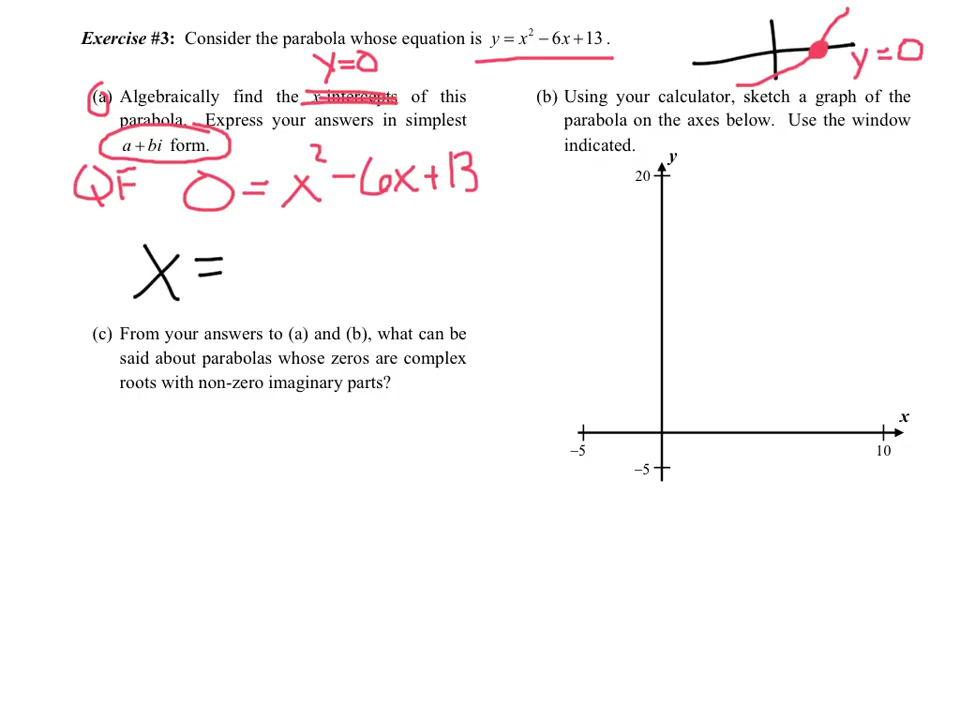 Exercise #3: Consider the parabola whose equation is y = x² − 6x + 13.
y=0
y=0
(a) Algebraically find the x-intercepts of this
parabola. Express your answers in simplest
a + bi form.
QF 0 = x² − 6x + 13
x =
(c) From your answers to (a) and (b), what can be
said about parabolas whose zeros are complex
roots with non-zero imaginary parts?
(b) Using your calculator, sketch a graph of the
parabola on the axes below. Use the window
indicated.
y
20
x
−5
10
−5